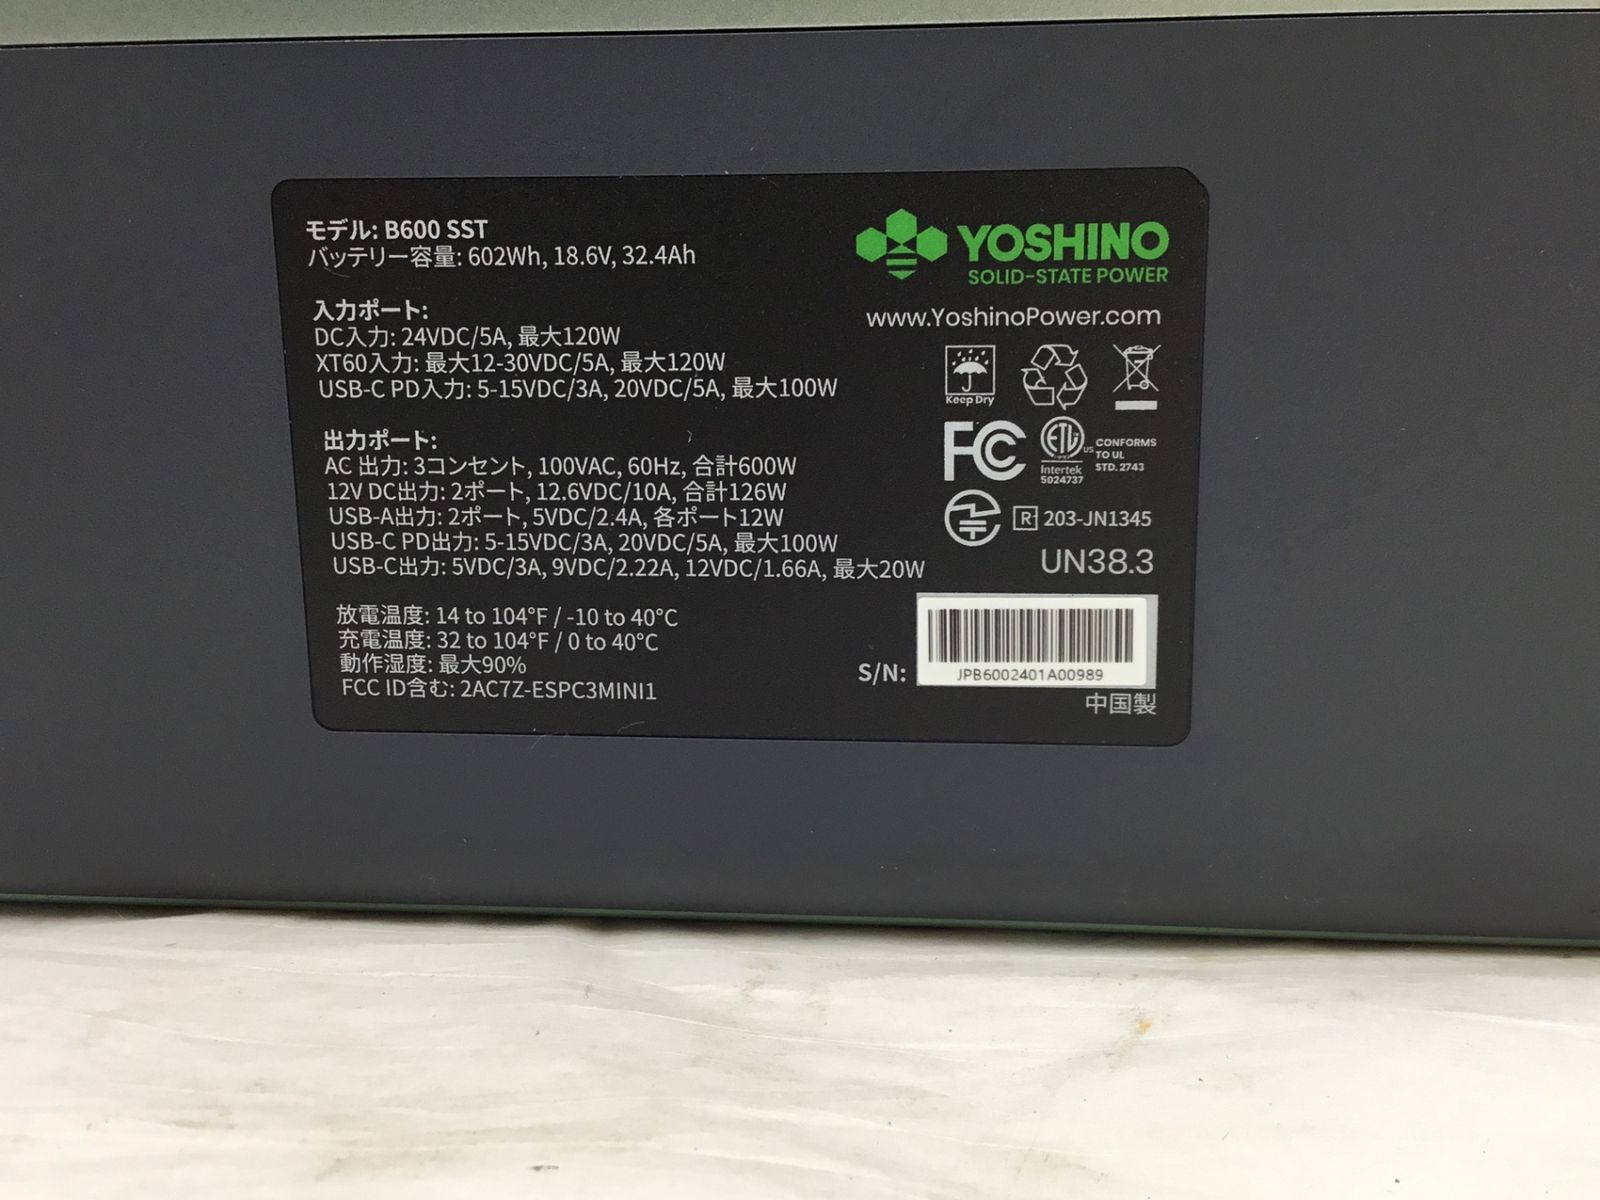 モデル: B600 SST
バッテリー容量: 602Wh, 18.6V, 32.4Ah
入力ポート:
DC入力: 24VDC/5A, 最大120W
XT60入力: 最大12-30VDC/5A, 最大120W
USB-C PD入力: 5-15VDC/3A, 20VDC/5A, 最大100W
出力ポート:
AC 出力: 3コンセント, 100VAC, 60Hz, 合計600W
12V DC出力: 2ポート, 12.6VDC/10A, 合計126W
USB-A出力: 2ポート, 5VDC/2.4A, 各ポート12W
USB-C PD出力: 5-15VDC/3A, 20VDC/5A, 最大100W
USB-C出力: 5VDC/3A, 9VDC/2.22A, 12VDC/1.66A, 最大20W
放電温度: 14 to 104°F / -10 to 40°C
充電温度: 32 to 104°F / 0 to 40°C
動作湿度: 最大90%
FCC ID含む: 2AC7Z-ESPC3MINI1
YOSHINO
SOLID-STATE POWER
www.YoshinoPower.com
Keep Dry
FC
ETL
US
Intertek
5024737
CONFORMS
TO UL
STD. 2743
R 203-JN1345
UN38.3
S/N:
JPB6002401A00989
中国製